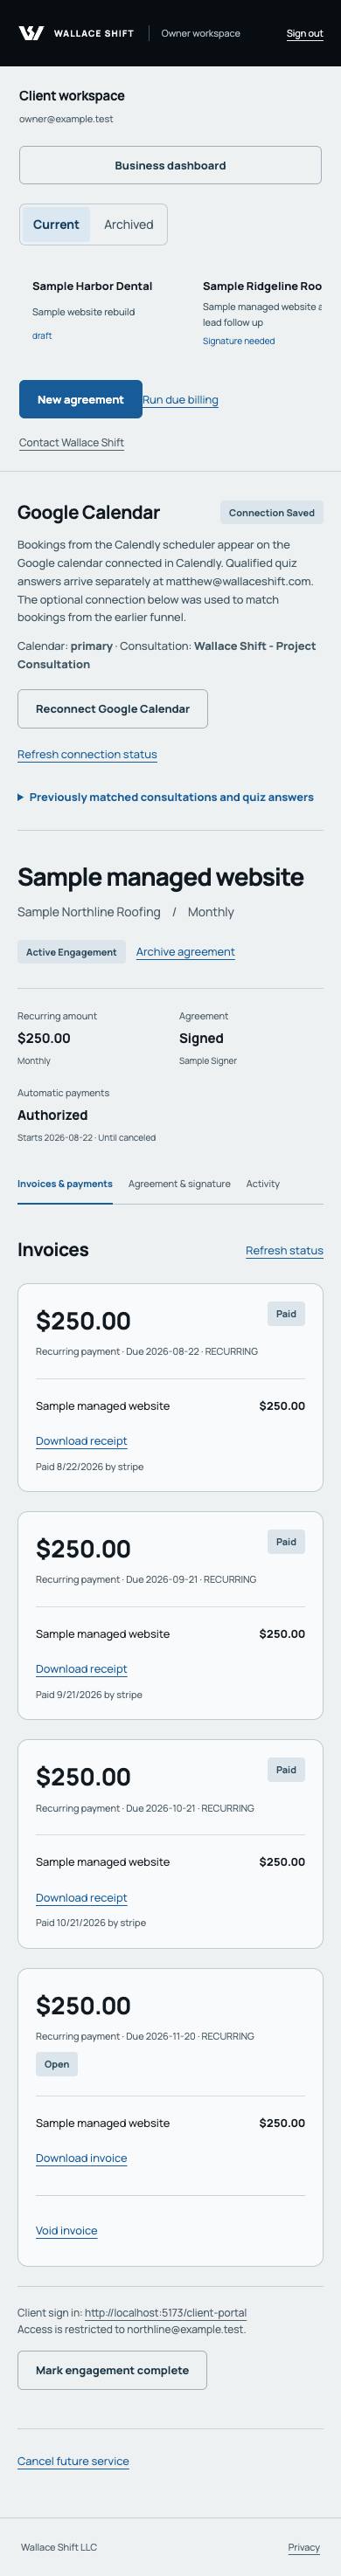 WALLACE SHIFT
Owner workspace
Sign out
Client workspace
owner@example.test
Business dashboard
Current
Archived
Sample Harbor Dental
Sample website rebuild
draft
Sample Ridgeline Roo
Sample managed website a
lead follow up
Signature needed
New agreement
Run due billing
Contact Wallace Shift
Google Calendar
Connection Saved
Bookings from the Calendly scheduler appear on the
Google calendar connected in Calendly. Qualified quiz
answers arrive separately at matthew@wallaceshift.com.
The optional connection below was used to match
bookings from the earlier funnel.
Calendar: primary · Consultation: Wallace Shift - Project
Consultation
Reconnect Google Calendar
Refresh connection status
Previously matched consultations and quiz answers
Sample managed website
Sample Northline Roofing / Monthly
Active Engagement
Archive agreement
Recurring amount
$250.00
Monthly
Agreement
Signed
Sample Signer
Automatic payments
Authorized
Starts 2026-08-22 · Until canceled
Invoices & payments
Agreement & signature
Activity
Invoices
Refresh status
$250.00
Paid
Recurring payment · Due 2026-08-22 · RECURRING
Sample managed website $250.00
Download receipt
Paid 8/22/2026 by stripe
$250.00
Paid
Recurring payment · Due 2026-09-21 · RECURRING
Sample managed website $250.00
Download receipt
Paid 9/21/2026 by stripe
$250.00
Paid
Recurring payment · Due 2026-10-21 · RECURRING
Sample managed website $250.00
Download receipt
Paid 10/21/2026 by stripe
$250.00
Recurring payment · Due 2026-11-20 · RECURRING
Open
Sample managed website $250.00
Download invoice
Void invoice
Client sign in: http://localhost:5173/client-portal
Access is restricted to northline@example.test.
Mark engagement complete
Cancel future service
Wallace Shift LLC
Privacy